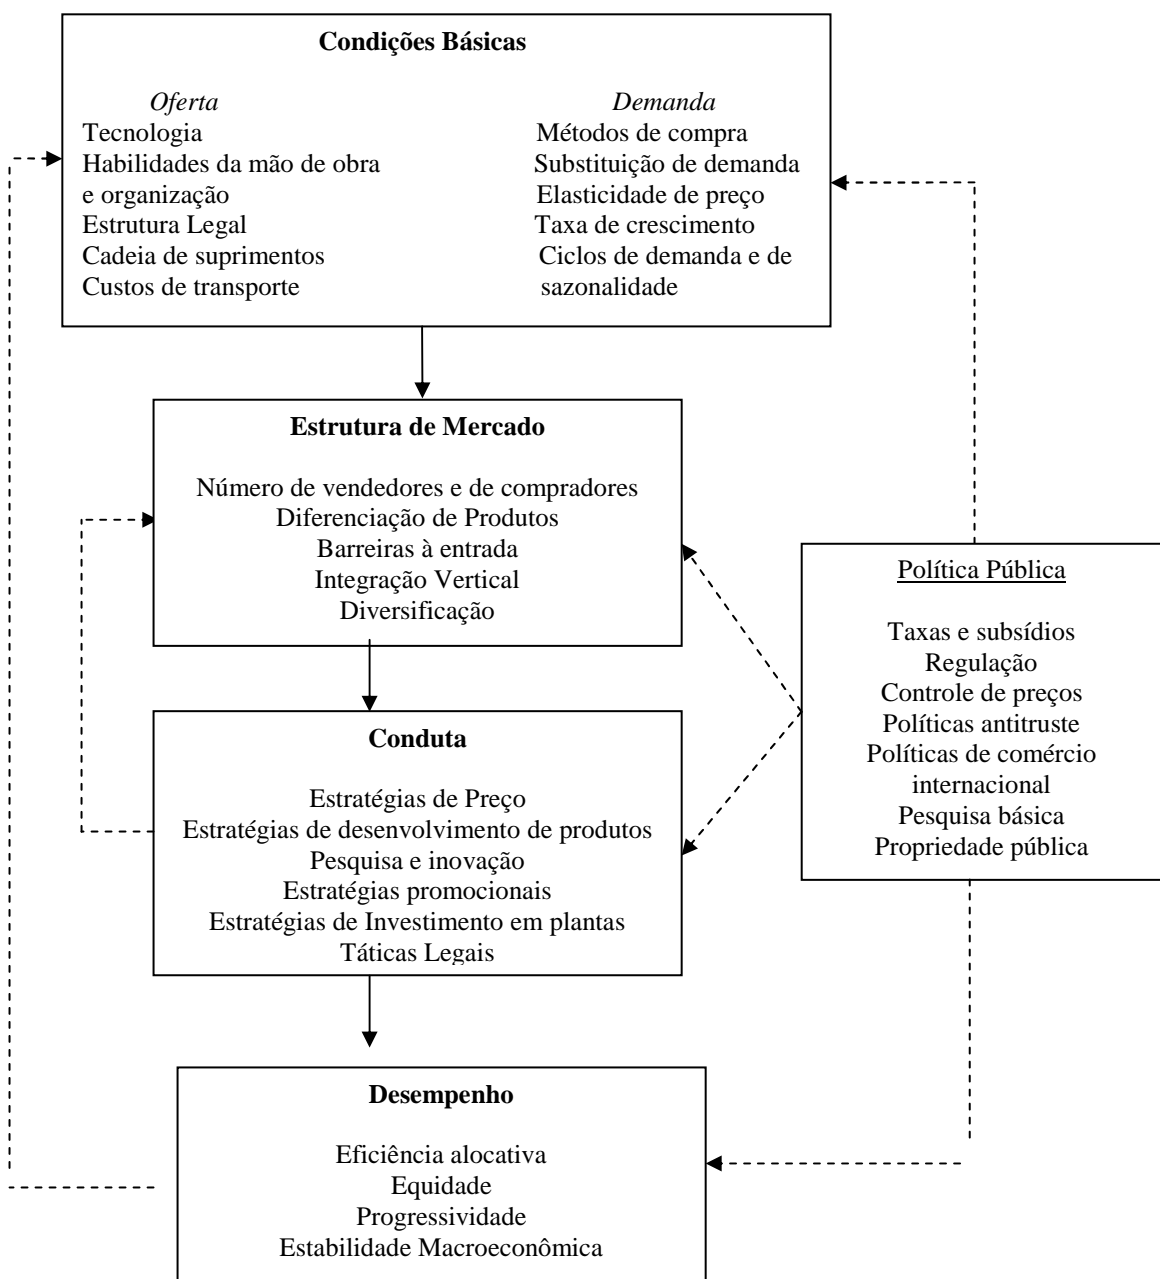 Condições Básicas
Oferta
Tecnologia
Habilidades da mão de obra
e organização
Estrutura Legal
Cadeia de suprimentos
Custos de transporte
Demanda
Métodos de compra
Substituição de demanda
Elasticidade de preço
Taxa de crescimento
Ciclos de demanda e de
sazonalidade
Estrutura de Mercado
Número de vendedores e de compradores
Diferenciação de Produtos
Barreiras à entrada
Integração Vertical
Diversificação
Política Pública
Taxas e subsídios
Regulação
Controle de preços
Políticas antitruste
Políticas de comércio
internacional
Pesquisa básica
Propriedade pública
Conduta
Estratégias de Preço
Estratégias de desenvolvimento de produtos
Pesquisa e inovação
Estratégias promocionais
Estratégias de Investimento em plantas
Táticas Legais
Desempenho
Eficiência alocativa
Equidade
Progressividade
Estabilidade Macroeconômica